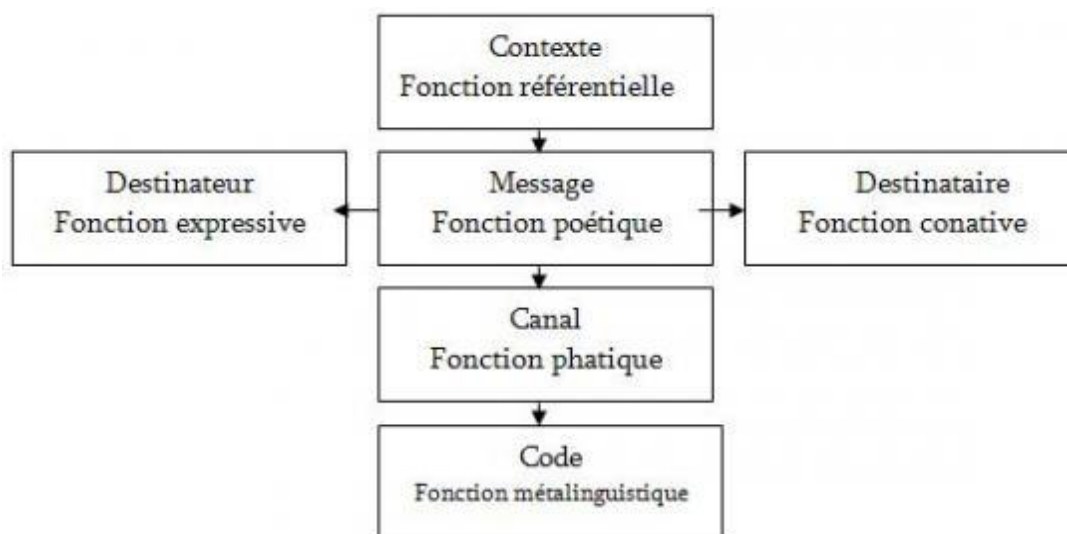 Contexte
Fonction référentielle
Destinateur
Fonction expressive
Message
Fonction poétique
Destinataire
Fonction conative
Canal
Fonction phatique
Code
Fonction métalinguistique